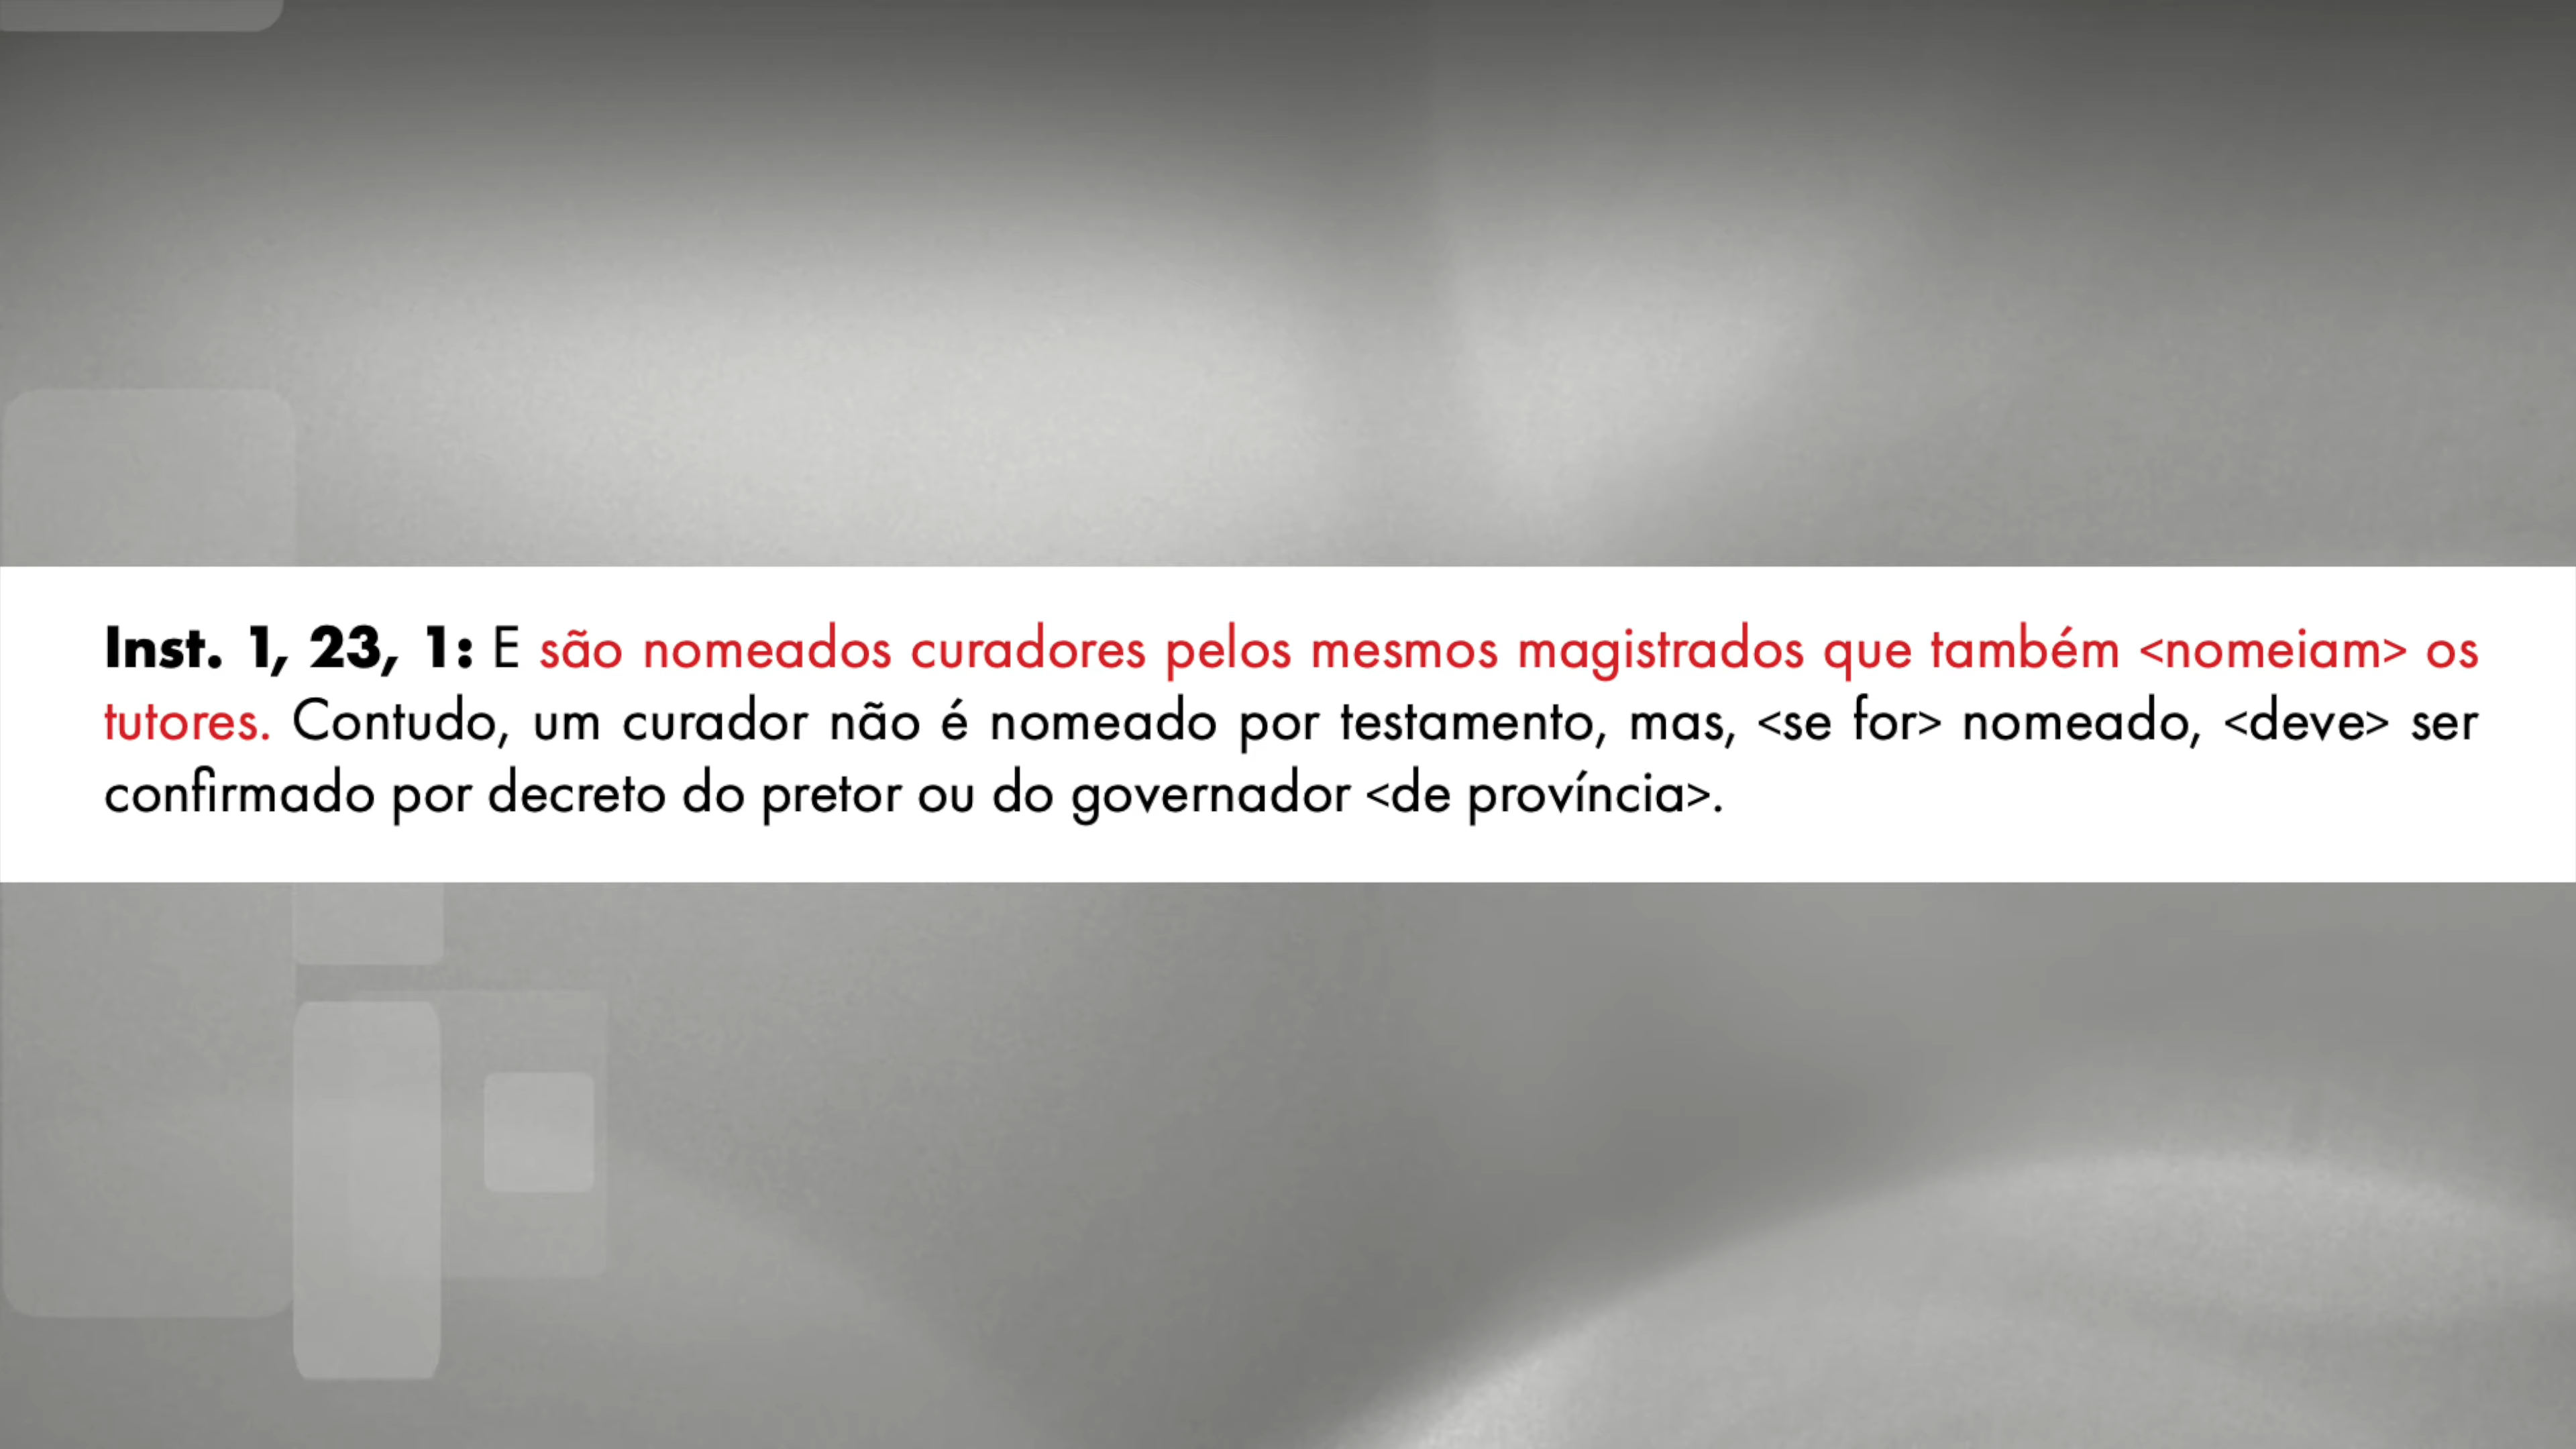 Inst. 1, 23, 1: E são nomeados curadores pelos mesmos magistrados que também <nomeiam> os
tutores. Contudo, um curador não é nomeado por testamento, mas, <se for> nomeado, <deve> ser
confirmado por decreto do pretor ou do governador <de província>.